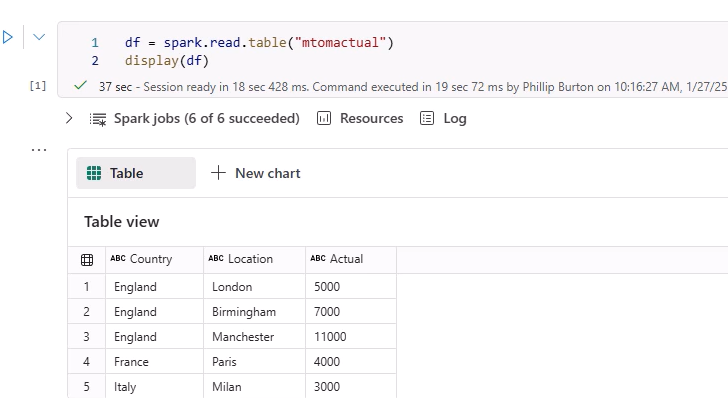 1 df = spark.read.table("mtomactual")
2 display(df)
[1] 37 sec - Session ready in 18 sec 428 ms. Command executed in 19 sec 72 ms by Phillip Burton on 10:16:27 AM, 1/27/25
Spark jobs (6 of 6 succeeded) Resources Log
Table New chart
Table view
ABC Country ABC Location ABC Actual
1 England London 5000
2 England Birmingham 7000
3 England Manchester 11000
4 France Paris 4000
5 Italy Milan 3000